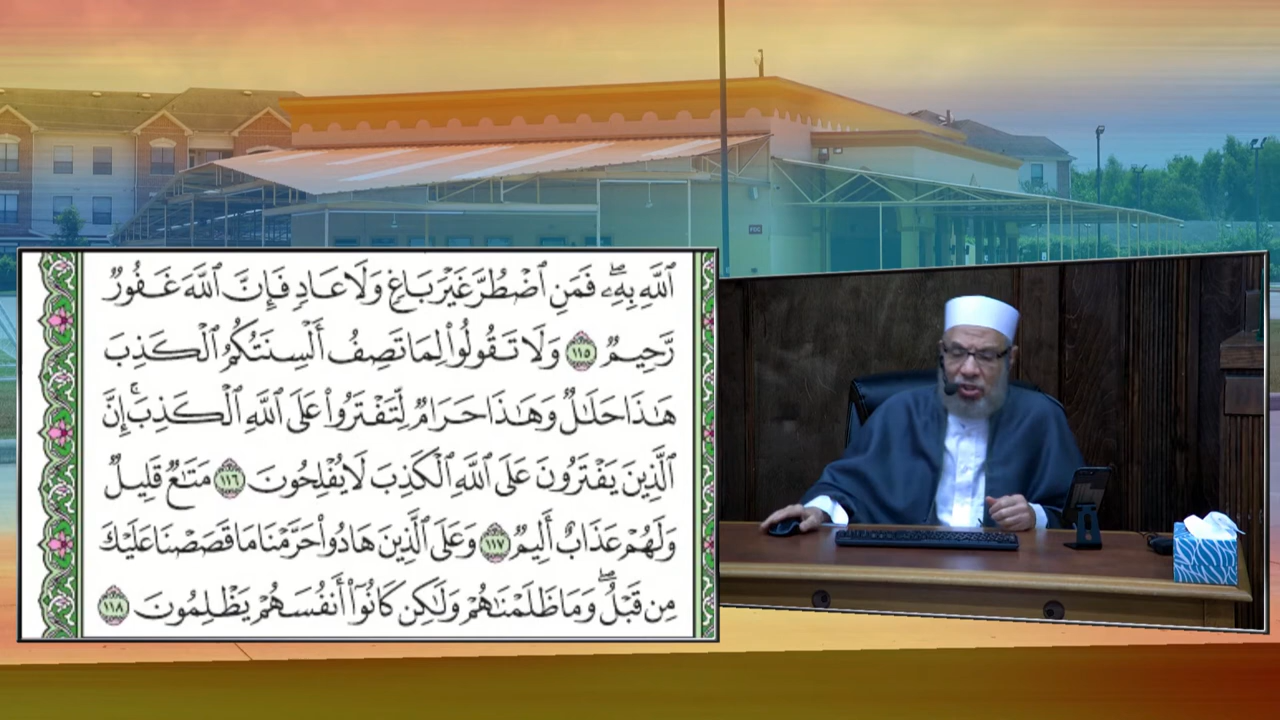 ٱللَّهِ بِهِۦۖ فَمَنِ ٱضْطُرَّ غَيْرَ بَاغٍ وَلَا عَادٍ فَإِنَّ ٱللَّهَ غَفُورٌ
رَّحِيمٌ ١١٥ وَلَا تَقُولُوا۟ لِمَا تَصِفُ أَلْسِنَتُكُمُ ٱلْكَذِبَ
هَـٰذَا حَلَـٰلٌ وَهَـٰذَا حَرَامٌ لِّتَفْتَرُوا۟ عَلَى ٱللَّهِ ٱلْكَذِبَۚ إِنَّ
ٱلَّذِينَ يَفْتَرُونَ عَلَى ٱللَّهِ ٱلْكَذِبَ لَا يُفْلِحُونَ ١١٦ مَتَـٰعٌ قَلِيلٌ
وَلَهُمْ عَذَابٌ أَلِيمٌ ١١٧ وَعَلَى ٱلَّذِينَ هَادُوا۟ حَرَّمْنَا مَا قَصَصْنَا عَلَيْكَ
مِن قَبْلُۖ وَمَا ظَلَمْنَـٰهُمْ وَلَـٰكِن كَانُوٓا۟ أَنفُسَهُمْ يَظْلِمُونَ ١١٨